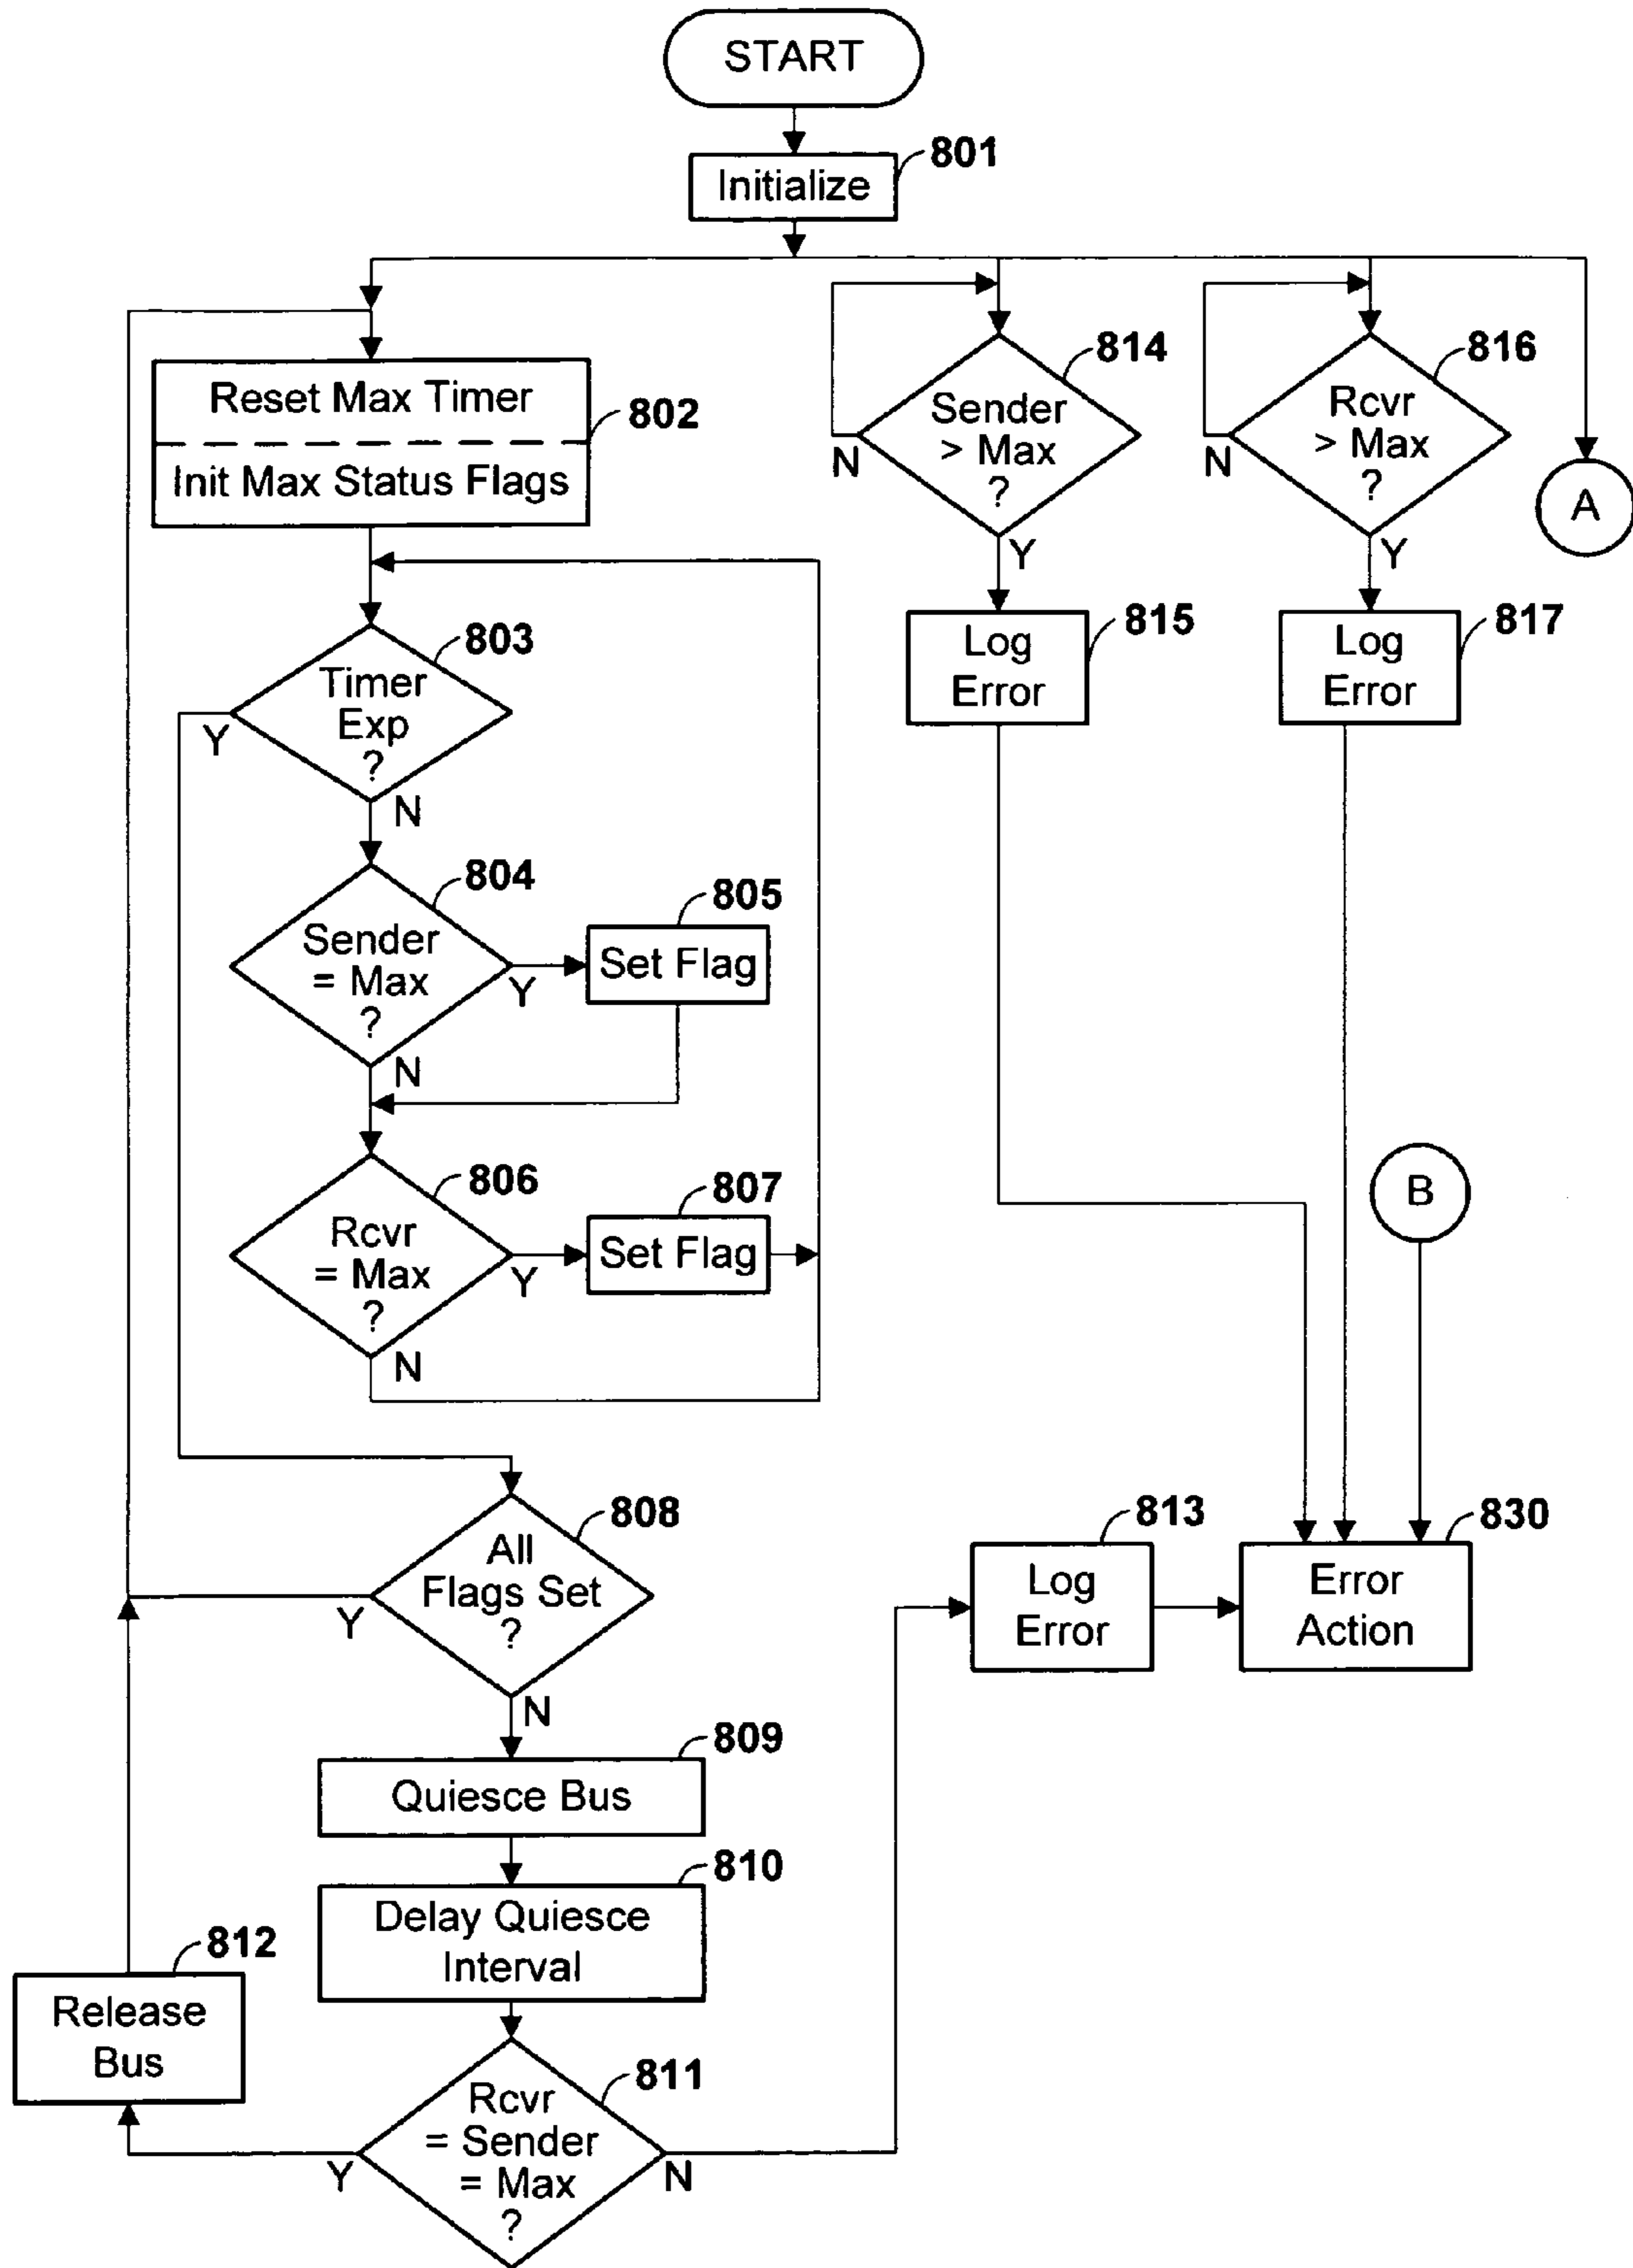 START
801
Initialize
Reset Max Timer
802
Init Max Status Flags
814
Sender
> Max
?
N
Y
816
Rcvr
> Max
?
N
Y
A
815
Log
Error
817
Log
Error
803
Timer
Exp
?
Y
N
804
Sender
= Max
?
Y
N
805
Set Flag
806
Rcvr
= Max
?
Y
N
807
Set Flag
B
808
All
Flags Set
?
Y
N
813
Log
Error
830
Error
Action
809
Quiesce Bus
810
Delay Quiesce
Interval
812
Release
Bus
811
Rcvr
= Sender
= Max
?
Y
N